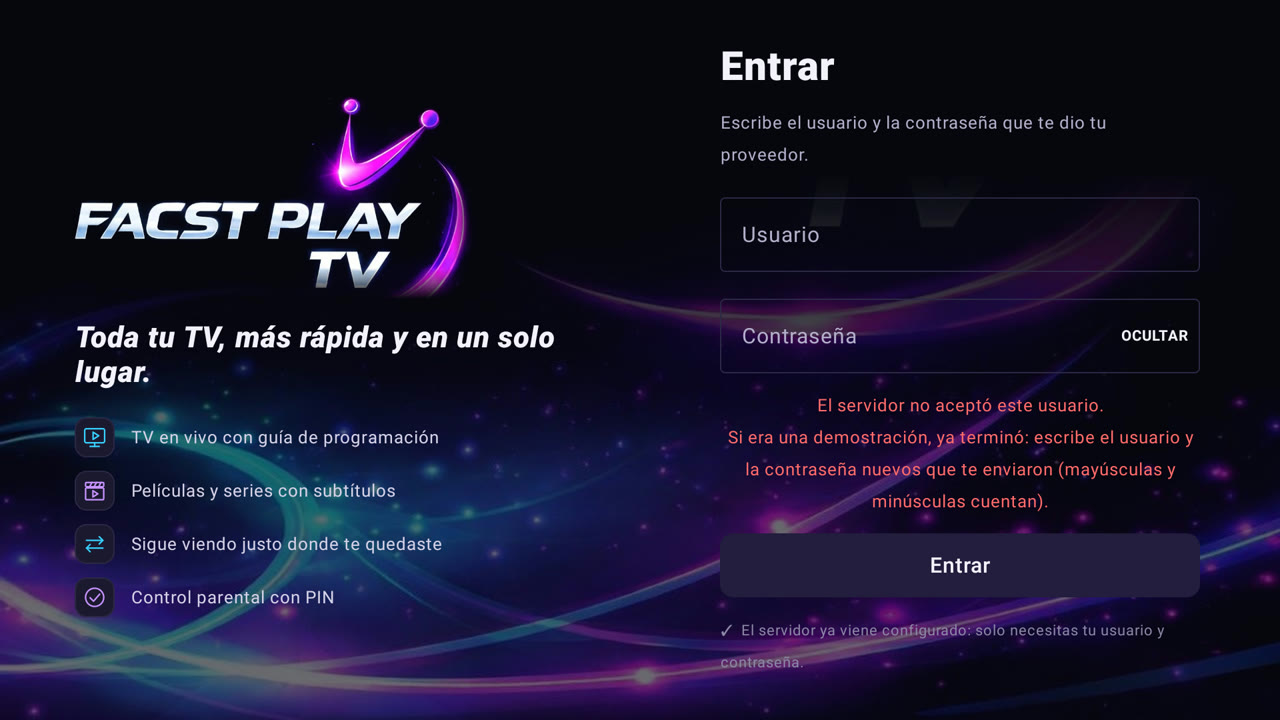 FACST PLAY
TV
Toda tu TV, más rápida y en un solo
lugar.
TV en vivo con guía de programación
Películas y series con subtítulos
Sigue viendo justo donde te quedaste
Control parental con PIN
Entrar
Escribe el usuario y la contraseña que te dio tu
proveedor.
TV
Usuario
Contraseña
OCULTAR
El servidor no aceptó este usuario.
Si era una demostración, ya terminó: escribe el usuario y
la contraseña nuevos que te enviaron (mayúsculas y
minúsculas cuentan).
Entrar
✓ El servidor ya viene configurado: solo necesitas tu usuario y
contraseña.